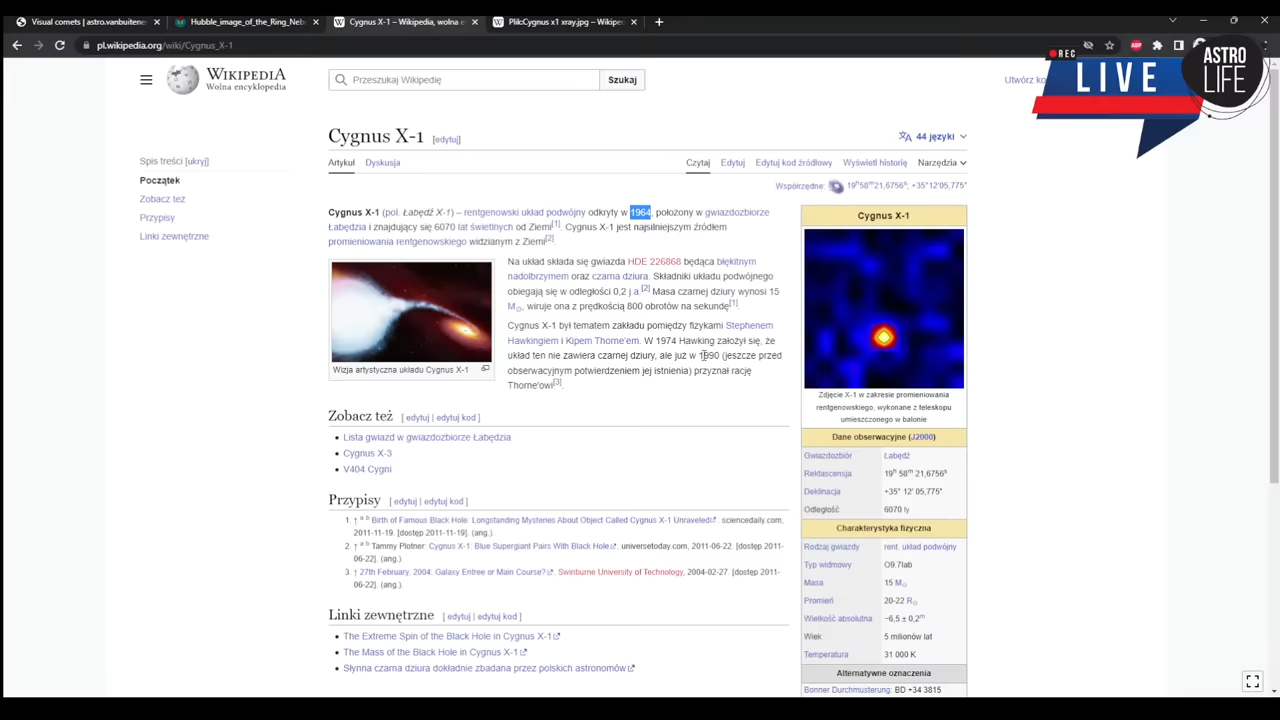 Visual comets | astro.vanbuitene
Hubble_image_of_the_Ring_Neb
Cygnus X-1 – Wikipedia, wolna e
Plik:Cygnus x1 xray.jpg – Wikipedi
pl.wikipedia.org/wiki/Cygnus_X-1
REC
LIVE
ASTRO
LIFE
WIKIPEDIA
Wolna encyklopedia
Przeszukaj Wikipedię
Szukaj
Utwórz ko
Cygnus X-1 [edytuj]
44 języki
Spis treści [ukryj]
Początek
Zobacz też
Przypisy
Linki zewnętrzne
Artykuł Dyskusja
Czytaj Edytuj Edytuj kod źródłowy Wyświetl historię Narzędzia
Współrzędne: 19h58m21,6756s; +35°12′05,775″
Cygnus X-1 (pol. Łabędź X-1) – rentgenowski układ podwójny odkryty w 1964, położony w gwiazdozbiorze
Łabędzia i znajdujący się 6070 lat świetlnych od Ziemi[1]. Cygnus X-1 jest najsilniejszym źródłem
promieniowania rentgenowskiego widzianym z Ziemi[2]
Wizja artystyczna układu Cygnus X-1
Na układ składa się gwiazda HDE 226868 będąca błękitnym
nadolbrzymem oraz czarna dziura. Składniki układu podwójnego
obiegają się w odległości 0,2 j.a.[2] Masa czarnej dziury wynosi 15
M☉, wiruje ona z prędkością 800 obrotów na sekundę[1].
Cygnus X-1 był tematem zakładu pomiędzy fizykami Stephenem
Hawkingiem i Kipem Thorne'em. W 1974 Hawking założył się, że
układ ten nie zawiera czarnej dziury, ale już w 1990 (jeszcze przed
obserwacyjnym potwierdzeniem jej istnienia) przyznał rację
Thorne'owi[3].
Zobacz też [ edytuj | edytuj kod ]
Lista gwiazd w gwiazdozbiorze Łabędzia
Cygnus X-3
V404 Cygni
Przypisy [ edytuj | edytuj kod ]
1. ↑ a b Birth of Famous Black Hole: Longstanding Mysteries About Object Called Cygnus X-1 Unraveled. sciencedaily.com,
2011-11-19. [dostęp 2011-11-19]. (ang.).
2. ↑ a b Tammy Plotner: Cygnus X-1: Blue Supergiant Pairs With Black Hole. universetoday.com, 2011-06-22. [dostęp 2011-
06-22]. (ang.)
3. ↑ 27th February, 2004: Galaxy Entree or Main Course?. Swinburne University of Technology, 2004-02-27. [dostęp 2011-
06-22]. (ang.).
Linki zewnętrzne [ edytuj | edytuj kod ]
The Extreme Spin of the Black Hole in Cygnus X-1
The Mass of the Black Hole in Cygnus X-1
Słynna czarna dziura dokładnie zbadana przez polskich astronomów
Cygnus X-1
Zdjęcie X-1 w zakresie promieniowania
rentgenowskiego, wykonane z teleskopu
umieszczonego w balonie
Dane obserwacyjne (J2000)
Gwiazdozbiór Łabędź
Rektascensja 19h 58m 21,6756s
Deklinacja +35° 12′ 05,775″
Odległość 6070 ly
Charakterystyka fizyczna
Rodzaj gwiazdy rent. układ podwójny
Typ widmowy O9.7Iab
Masa 15 M☉
Promień 20-22 R☉
Wielkość absolutna −6,5 ± 0,2m
Wiek 5 milionów lat
Temperatura 31 000 K
Alternatywne oznaczenia
Bonner Durchmusterung: BD +34 3815